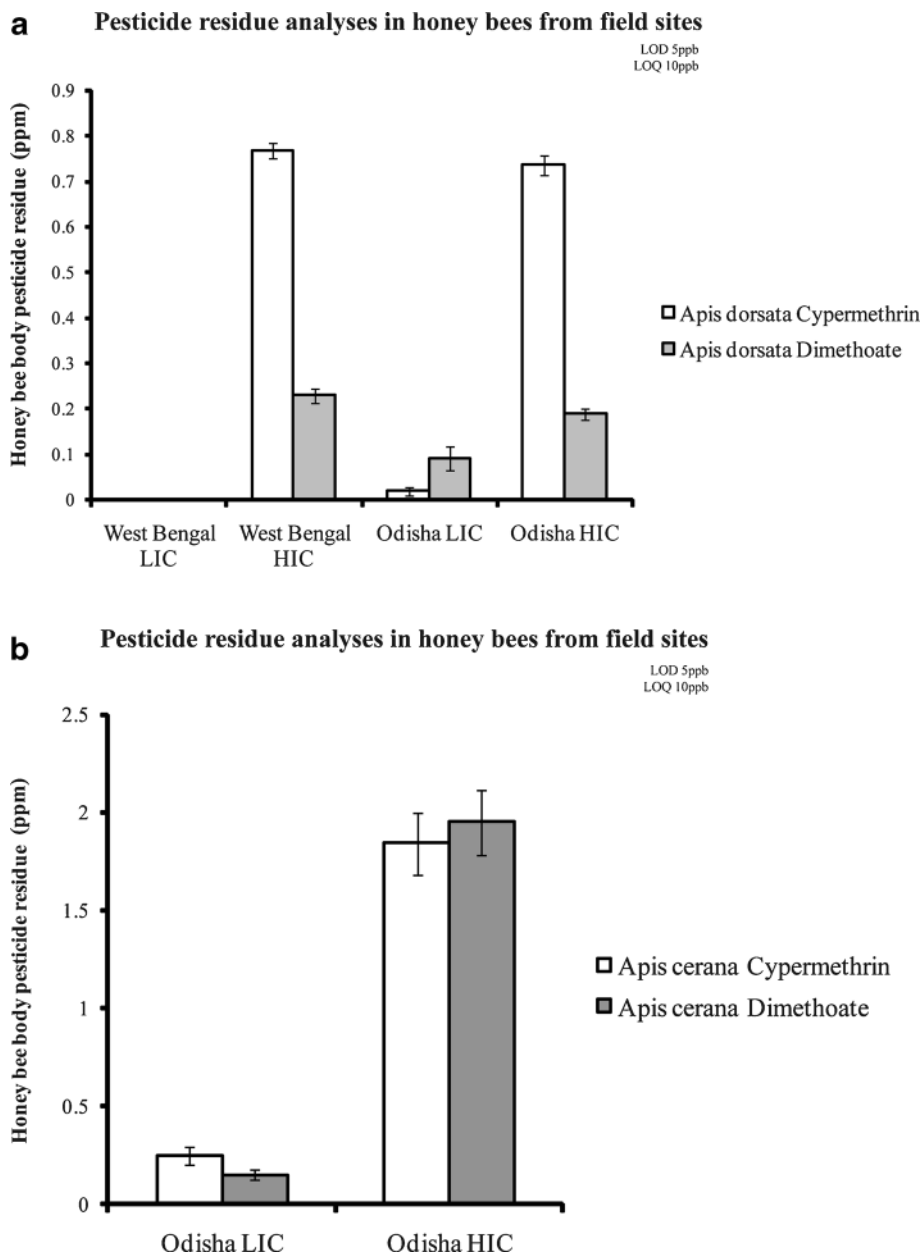 a
Pesticide residue analyses in honey bees from field sites
LOD 5ppb
LOQ 10ppb
Honey bee body pesticide residue (ppm)
0.9
0.8
0.7
0.6
0.5
0.4
0.3
0.2
0.1
0
West Bengal LIC
West Bengal HIC
Odisha LIC
Odisha HIC
Apis dorsata Cypermethrin
Apis dorsata Dimethoate
b
Pesticide residue analyses in honey bees from field sites
LOD 5ppb
LOQ 10ppb
Honey bee body pesticide residue (ppm)
2.5
2
1.5
1
0.5
0
Odisha LIC
Odisha HIC
Apis cerana Cypermethrin
Apis cerana Dimethoate